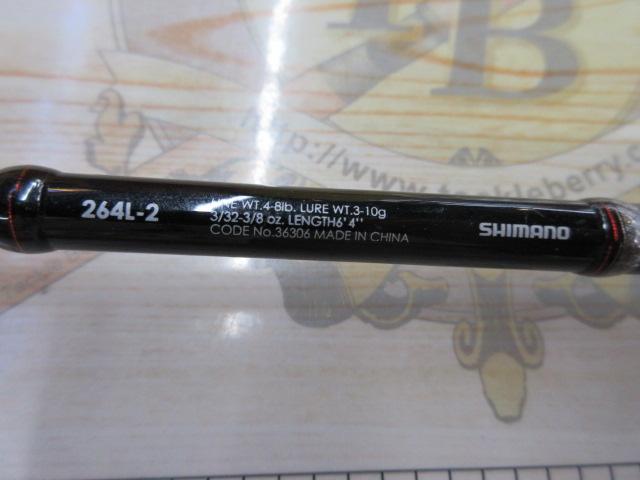 B
http://www.tackleberry.
264L-2
LINE WT.4-8lb. LURE WT.3-10g
3/32-3/8 oz. LENGTH6'4''
CODE No.36306 MADE IN CHINA
SHIMANO